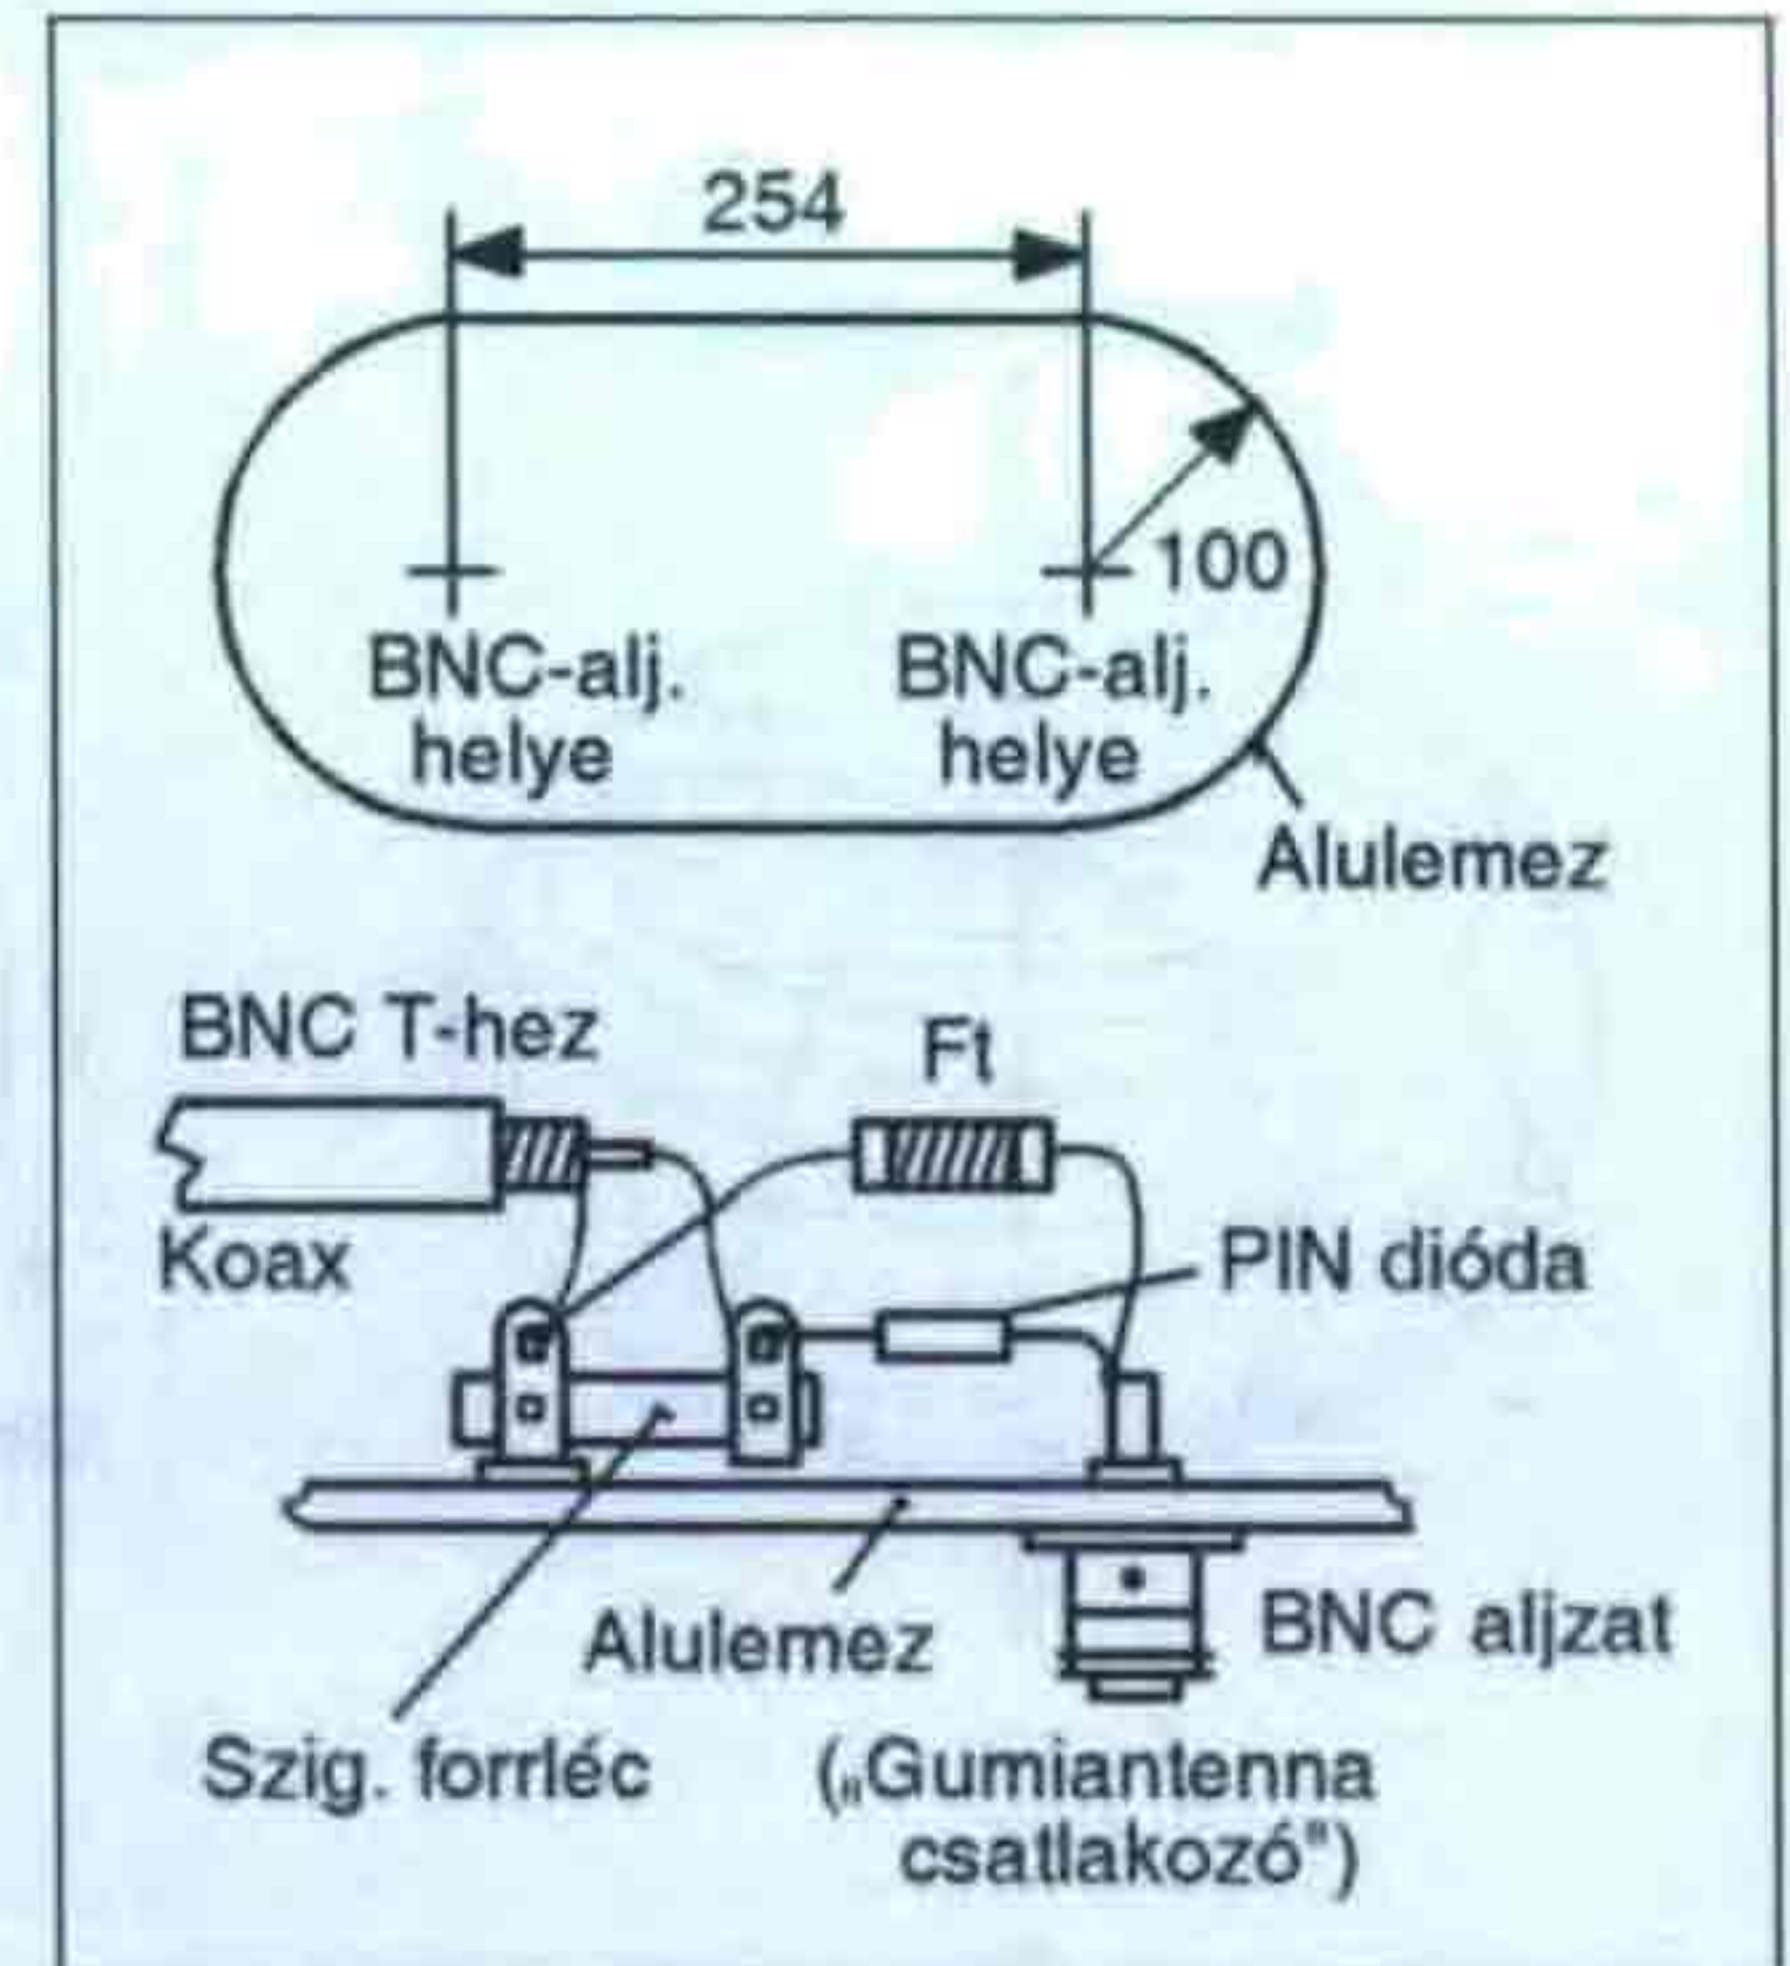 254
100
BNC-alj.
helye
BNC-alj.
helye
Alulemez
BNC T-hez
Ft
Koax
PIN dióda
Alulemez
BNC aljzat
Szig. forrléc
(„Gumiantenna
csatlakozó")